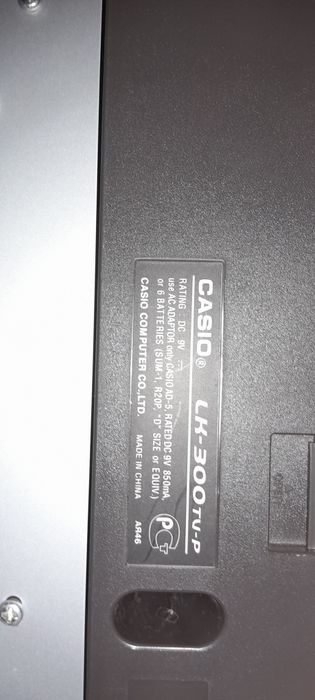 CASIO® LK-300TV-P
RATING : DC 9V
use AC ADAPTOR only CASIO AD-5, RATED DC 9V 850mA,
or 6 BATTERIES (SUM-1, R20P, "D" SIZE or EQUIV.)
CASIO COMPUTER CO.,LTD. MADE IN CHINA AR46